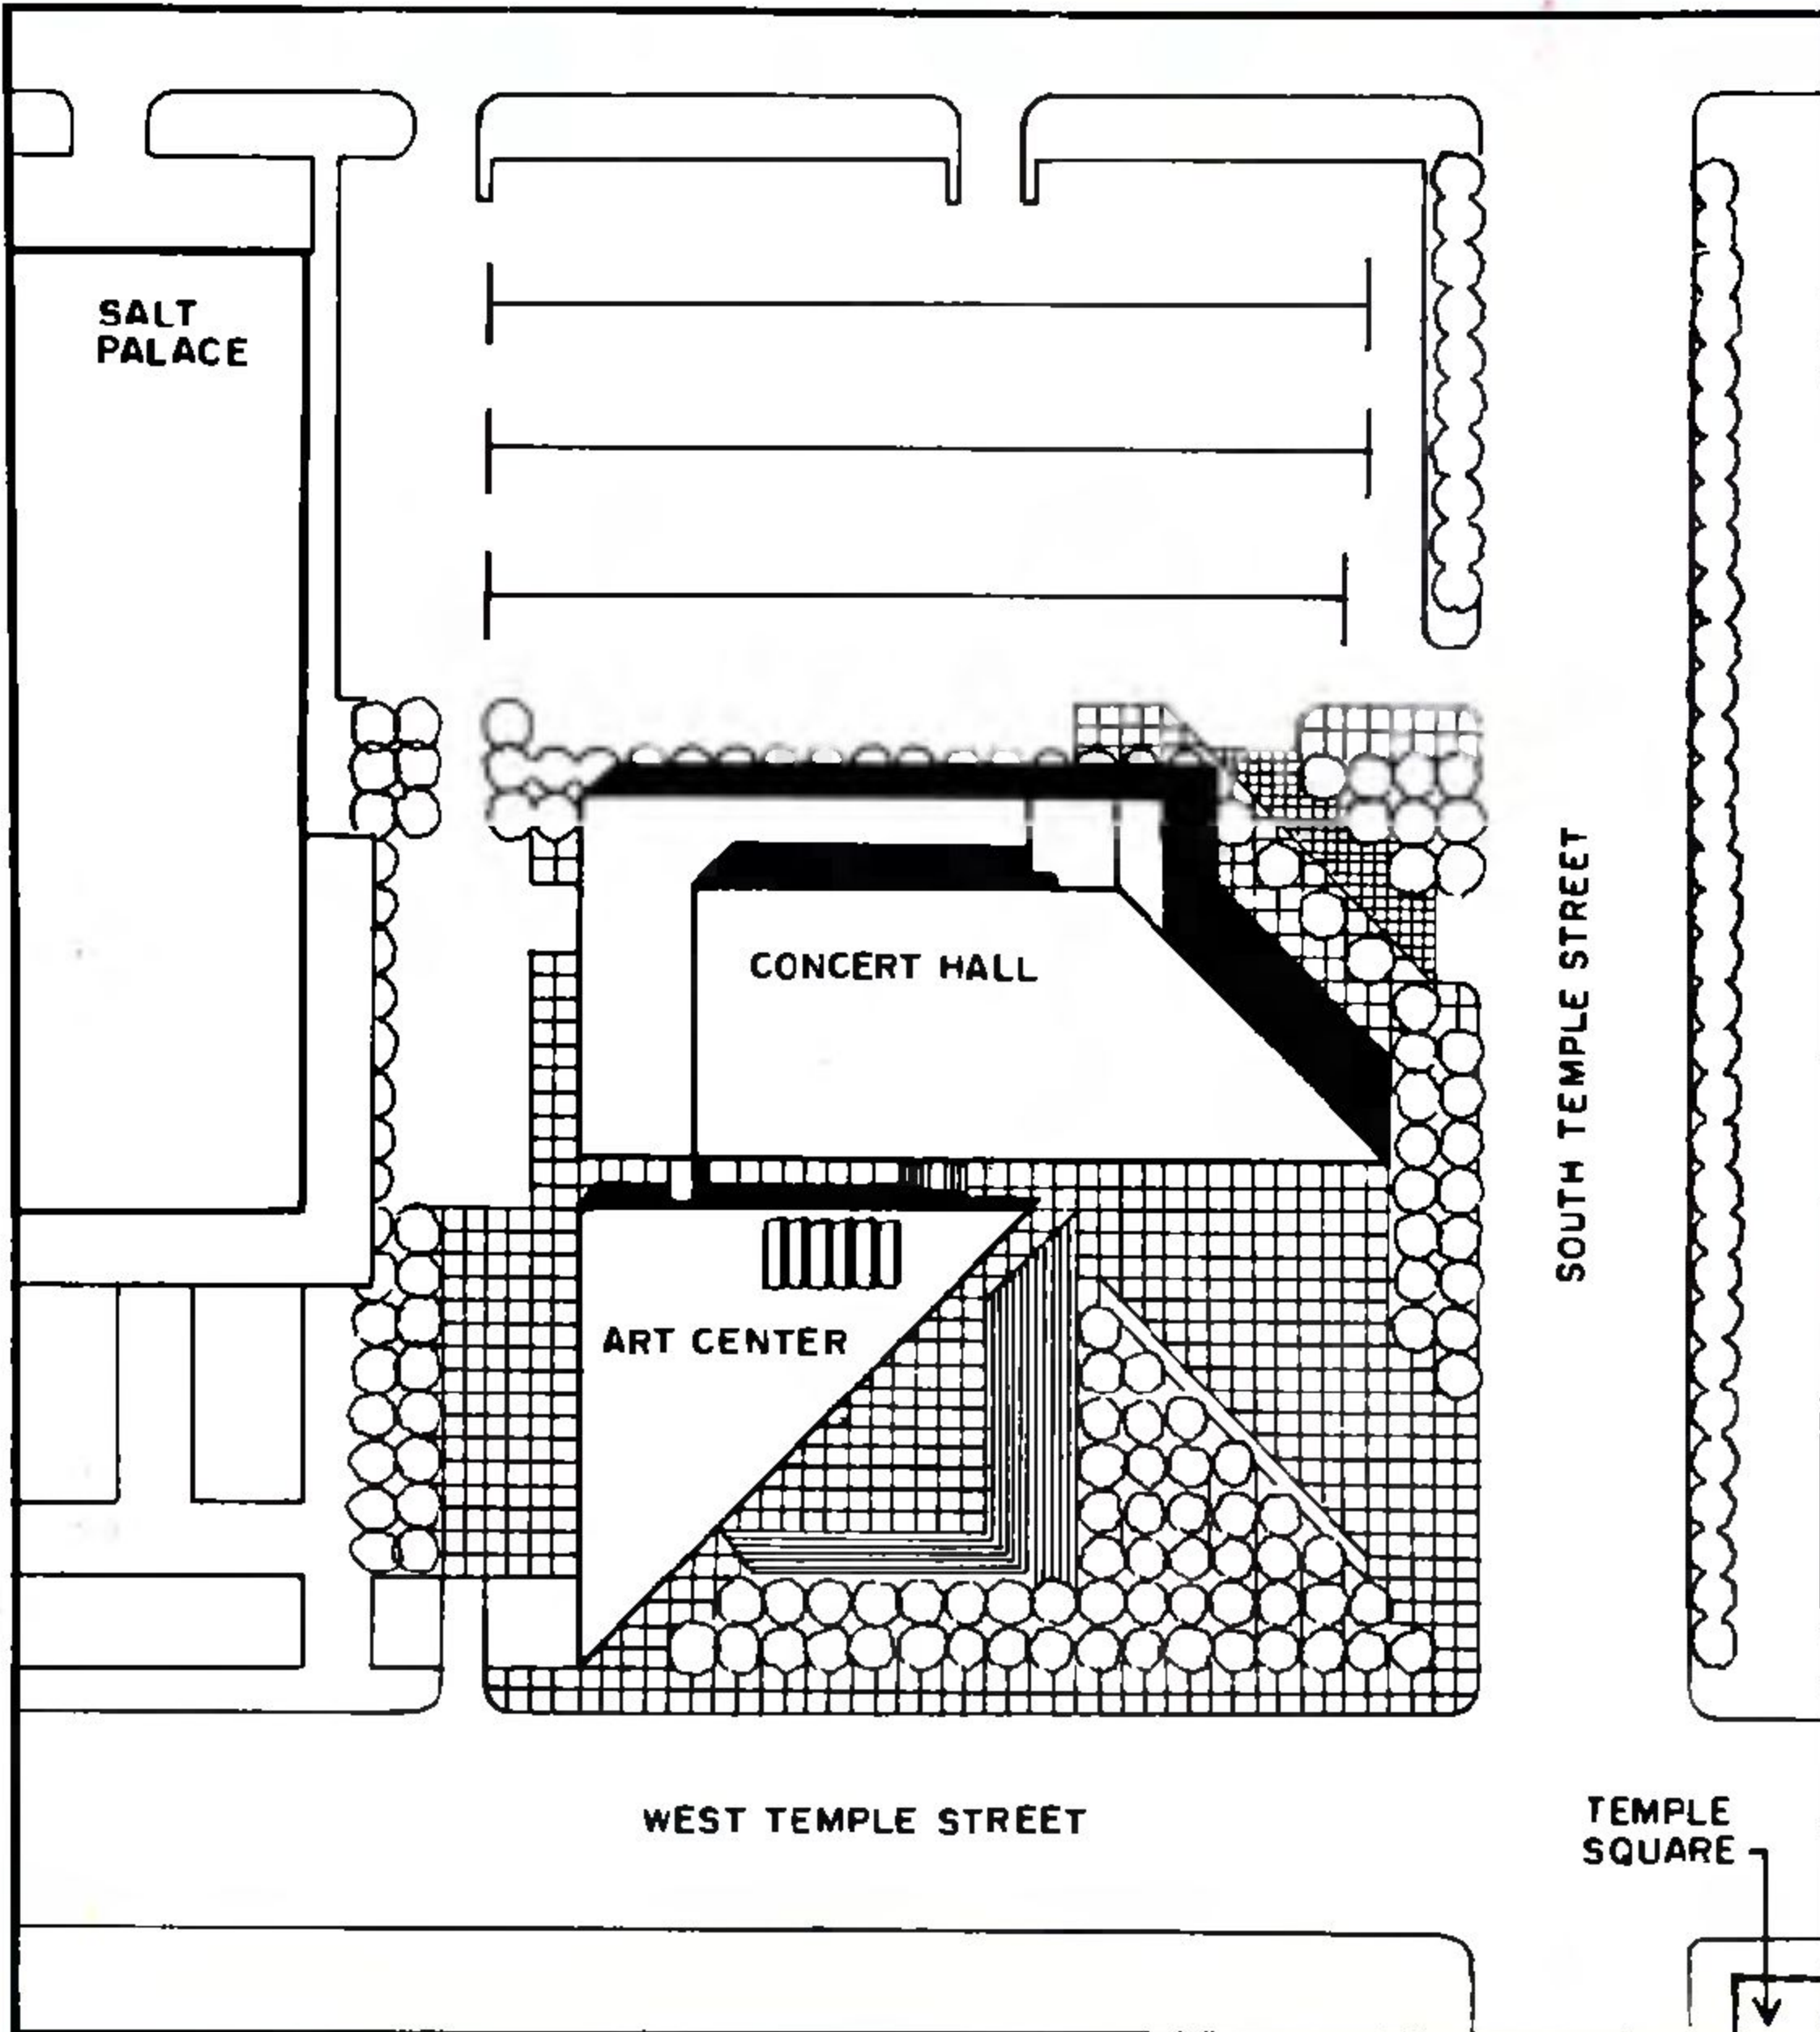 SALT
PALACE
CONCERT HALL
SOUTH TEMPLE STREET
ART CENTER
WEST TEMPLE STREET
TEMPLE
SQUARE